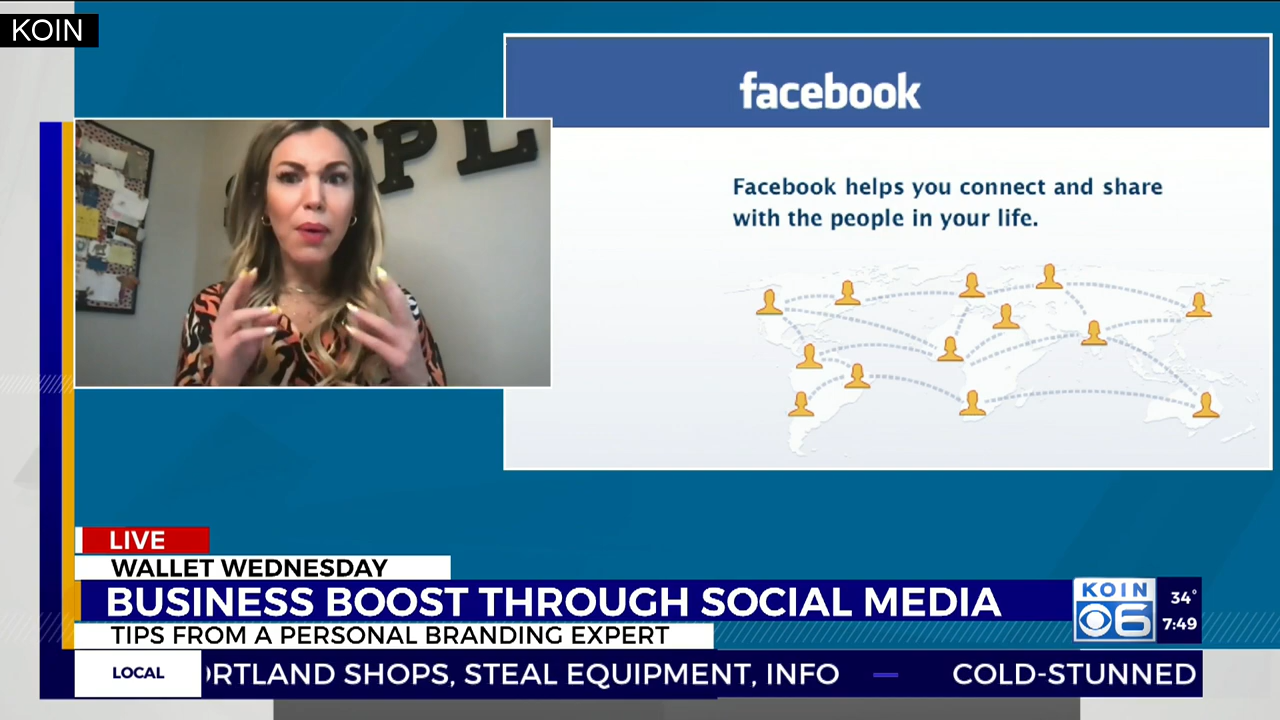 KOIN
facebook
Facebook helps you connect and share
with the people in your life.
LIVE
WALLET WEDNESDAY
BUSINESS BOOST THROUGH SOCIAL MEDIA
TIPS FROM A PERSONAL BRANDING EXPERT
KOIN
6
34°
7:49
LOCAL
ORTLAND SHOPS, STEAL EQUIPMENT, INFO — COLD-STUNNED